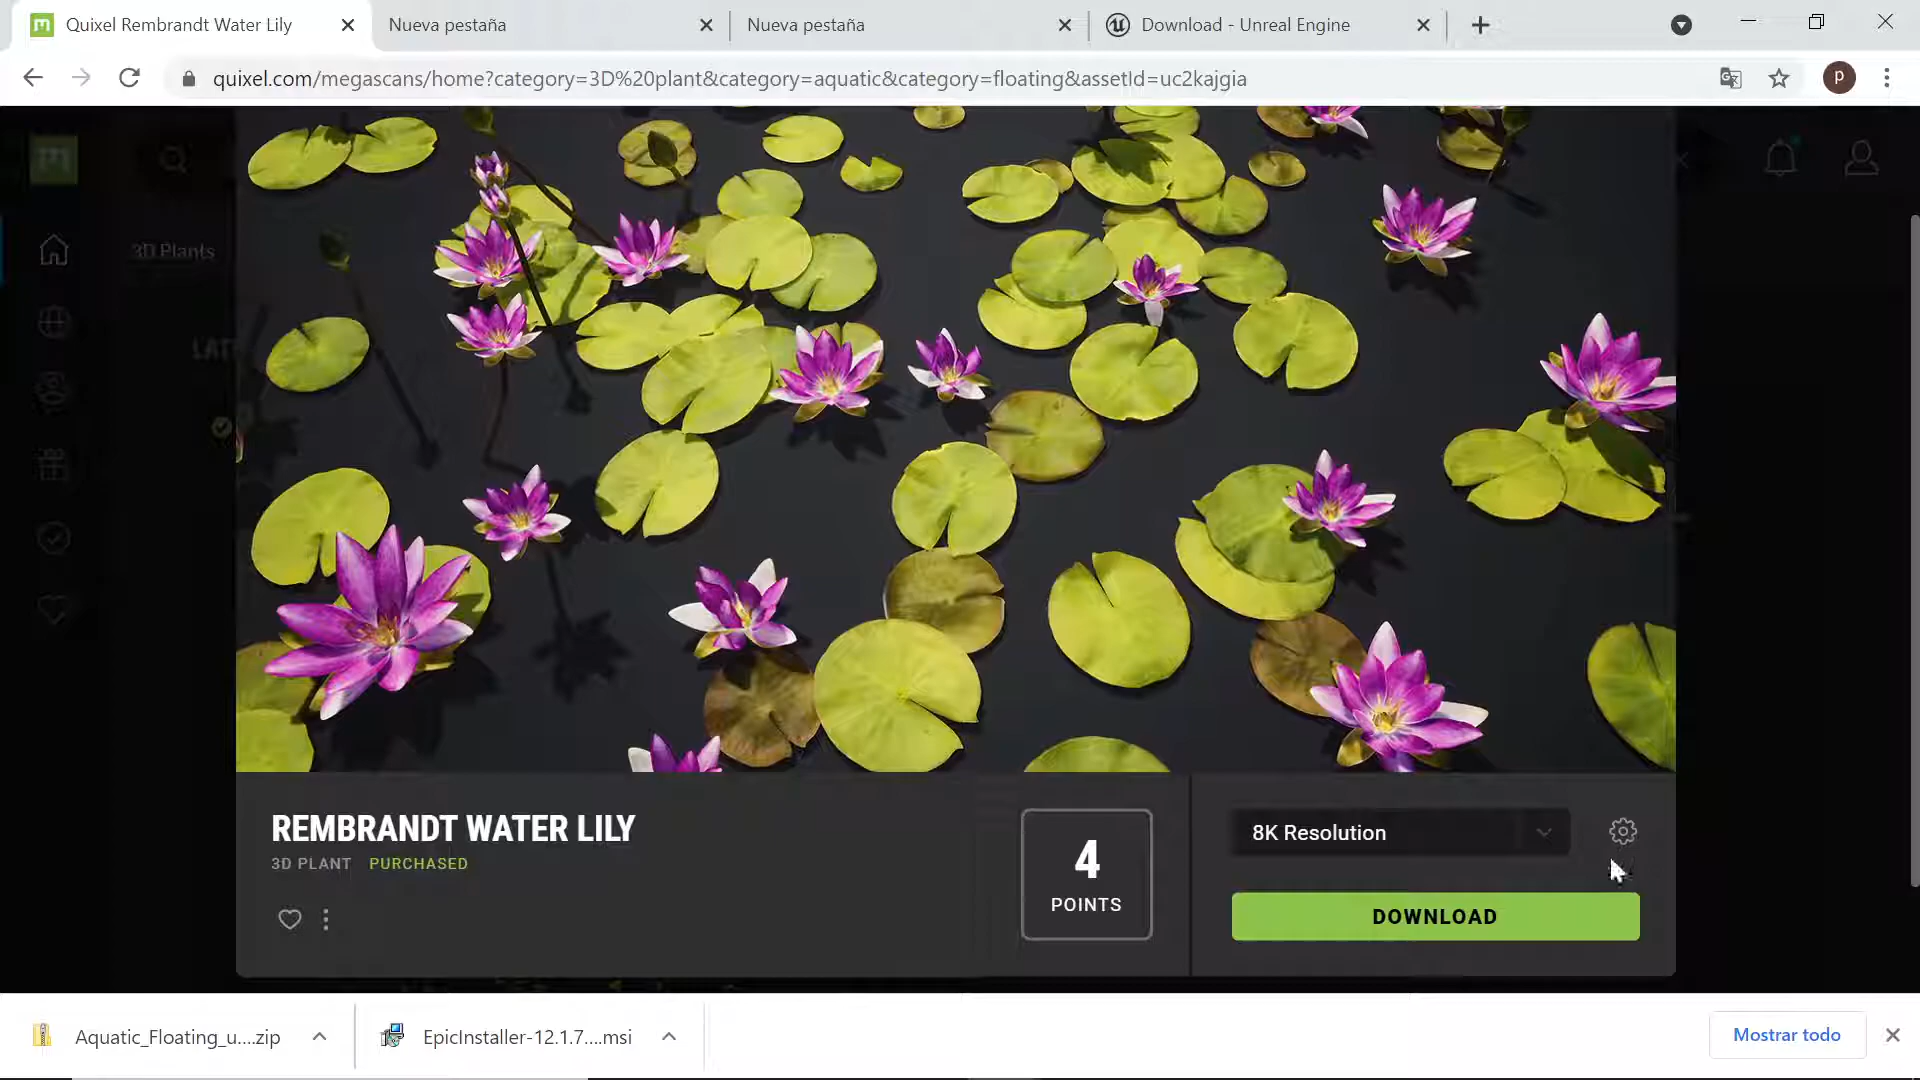 Quixel Rembrandt Water Lily
Nueva pestaña
Nueva pestaña
Download - Unreal Engine
quixel.com/megascans/home?category=3D%20plant&category=aquatic&category=floating&assetId=uc2kajgia
p
3D Plants
LAT
REMBRANDT WATER LILY
3D PLANT PURCHASED
4
POINTS
8K Resolution
DOWNLOAD
Aquatic_Floating_u....zip
EpicInstaller-12.1.7....msi
Mostrar todo